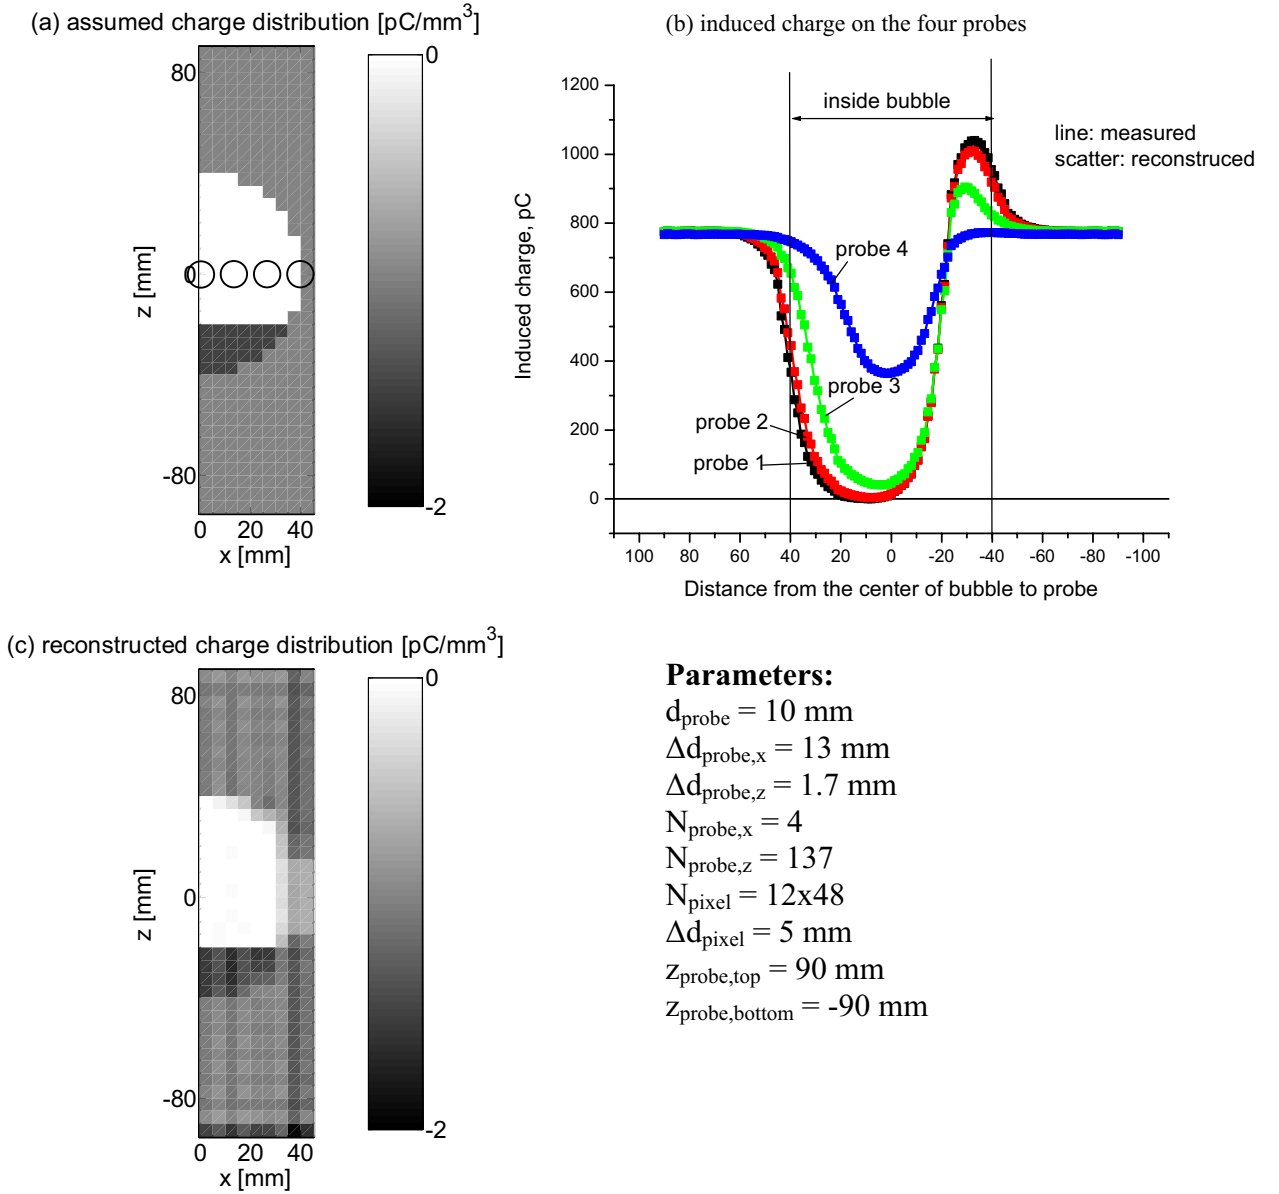 (a) assumed charge distribution [pC/mm³]
80
0
-80
z [mm]
0 20 40
x [mm]
0
-2
(b) induced charge on the four probes
1200
1000
800
600
400
200
0
Induced charge, pC
inside bubble
line: measured
scatter: reconstruced
probe 4
probe 3
probe 2
probe 1
100 80 60 40 20 0 -20 -40 -60 -80 -100
Distance from the center of bubble to probe
(c) reconstructed charge distribution [pC/mm³]
80
0
-80
z [mm]
0 20 40
x [mm]
0
-2
Parameters:
dprobe = 10 mm
Δdprobe,x = 13 mm
Δdprobe,z = 1.7 mm
Nprobe,x = 4
Nprobe,z = 137
Npixel = 12x48
Δdpixel = 5 mm
zprobe,top = 90 mm
zprobe,bottom = -90 mm